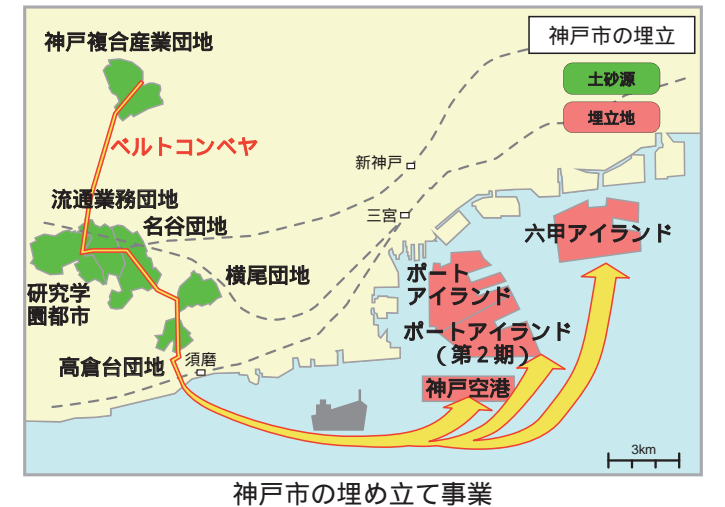 神戸複合産業団地
神戸市の埋立
土砂源
埋立地
ベルトコンベヤ
新神戸
流通業務団地
三宮
名谷団地
六甲アイランド
横尾団地
ポート
アイランド
研究学
園都市
ポートアイランド
(第2期)
高倉台団地
須磨
神戸空港
3km
神戸市の埋め立て事業